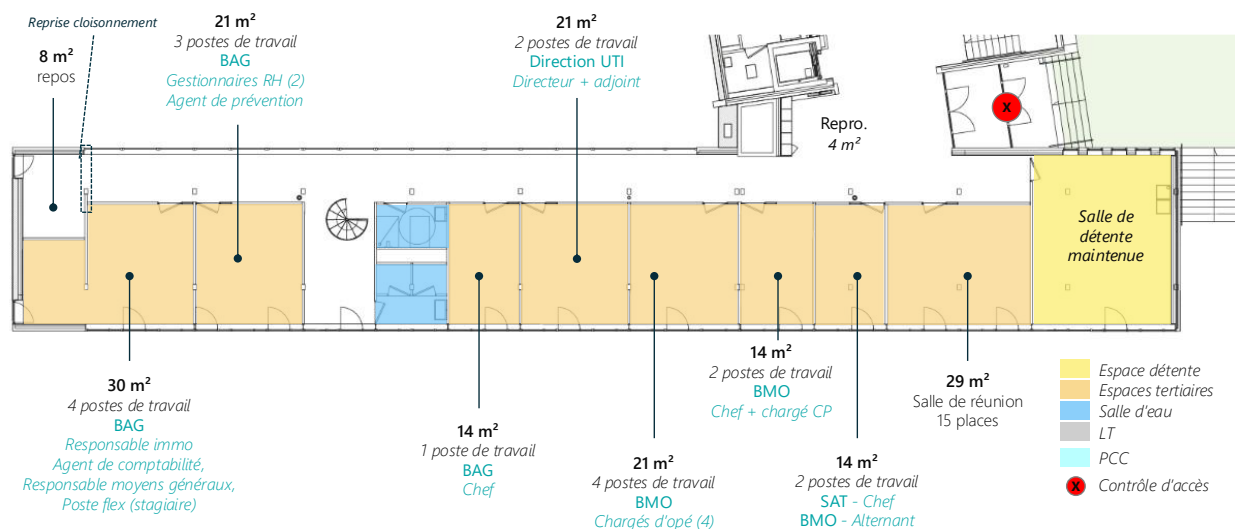 Reprise cloisonnement
8 m²
repos
21 m²
3 postes de travail
BAG
Gestionnaires RH (2)
Agent de prévention
21 m²
2 postes de travail
Direction UTI
Directeur + adjoint
Repro.
4 m²
X
Salle de
détente
maintenue
30 m²
4 postes de travail
BAG
Responsable immo
Agent de comptabilité,
Responsable moyens généraux,
Poste flex (stagiaire)
14 m²
1 poste de travail
BAG
Chef
21 m²
4 postes de travail
BMO
Chargés d'opé (4)
14 m²
2 postes de travail
BMO
Chef + chargé CP
14 m²
2 postes de travail
SAT - Chef
BMO - Alternant
29 m²
Salle de réunion
15 places
Espace détente
Espaces tertiaires
Salle d'eau
LT
PCC
X Contrôle d'accès